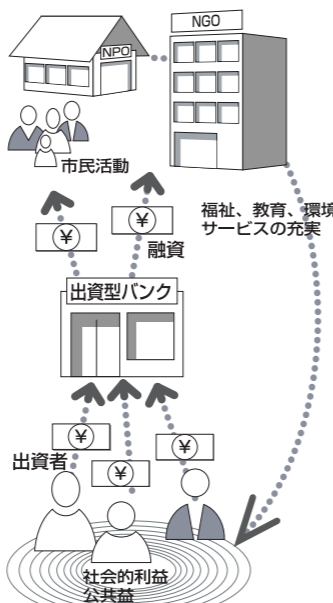 NPO
NGO
市民活動
¥
¥
融資
福祉、教育、環境
サービスの充実
出資型バンク
¥
¥
¥
出資者
社会的利益
公共益